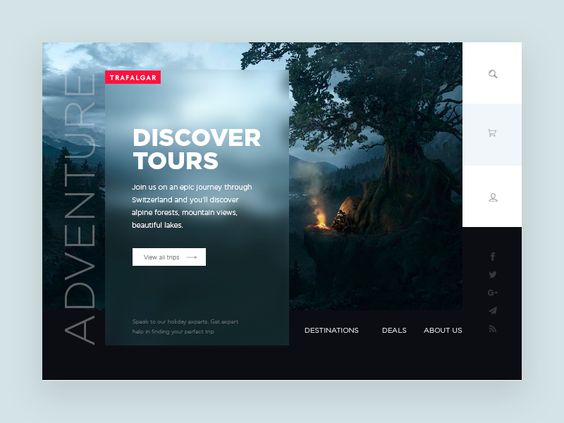 ADVENTURE
TRAFALGAR
DISCOVER
TOURS
Join us on an epic journey through
Switzerland and you'll discover
alpine forests, mountain views,
beautiful lakes.
View all trips
Speak to our holiday experts. Get expert
help in finding your perfect trip
DESTINATIONS
DEALS
ABOUT US